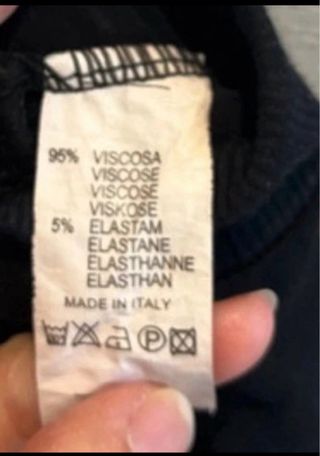 95% VISCOSA
VISCOSE
VISCOSE
VISKOSE
5% ELASTAM
ELASTANE
ELASTHANNE
ELASTHAN
MADE IN ITALY
P